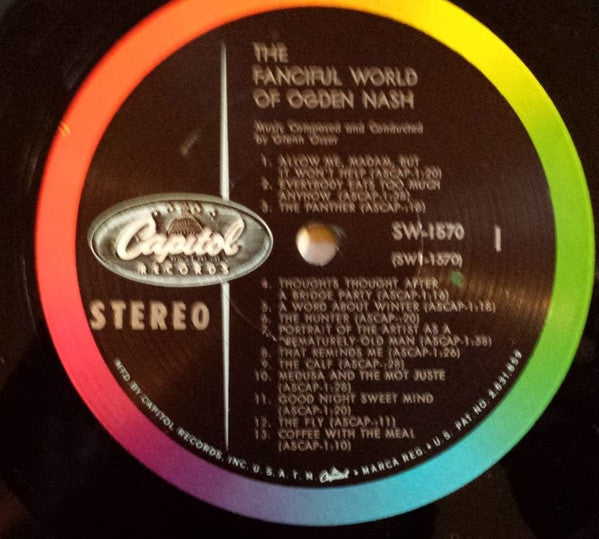 THE
FANCIFUL WORLD
OF OGDEN NASH
Music Composed and Conducted
by Glenn Osser
1. ALLOW ME, MADAM, BUT
IT WON'T HELP (ASCAP-1:20)
2. EVERYBODY EATS TOO MUCH
ANYHOW (ASCAP-1:38)
3. THE PANTHER (ASCAP-:18)
SW-1570
1
(SW1-1570)
Capitol
RECORDS
STEREO
4. THOUGHTS THOUGHT AFTER
A BRIDGE PARTY (ASCAP-1:16)
5. A WORD ABOUT WINTER (ASCAP-1:18)
6. THE HUNTER (ASCAP-:20)
7. PORTRAIT OF THE ARTIST AS A
PREMATURELY OLD MAN (ASCAP-1:58)
8. THAT REMINDS ME (ASCAP-1:26)
9. THE CALF (ASCAP-:28)
10. MEDUSA AND THE MOT JUSTE
(ASCAP-1:28)
11. GOOD NIGHT SWEET MIND
(ASCAP-1:20)
12. THE FLY (ASCAP-:11)
13. COFFEE WITH THE MEAL
(ASCAP-1:10)
MFD. BY CAPITOL RECORDS, INC. U.S.A. T.M. Capitol • MARCA REG. • U.S. PAT. NO. 2,631,859